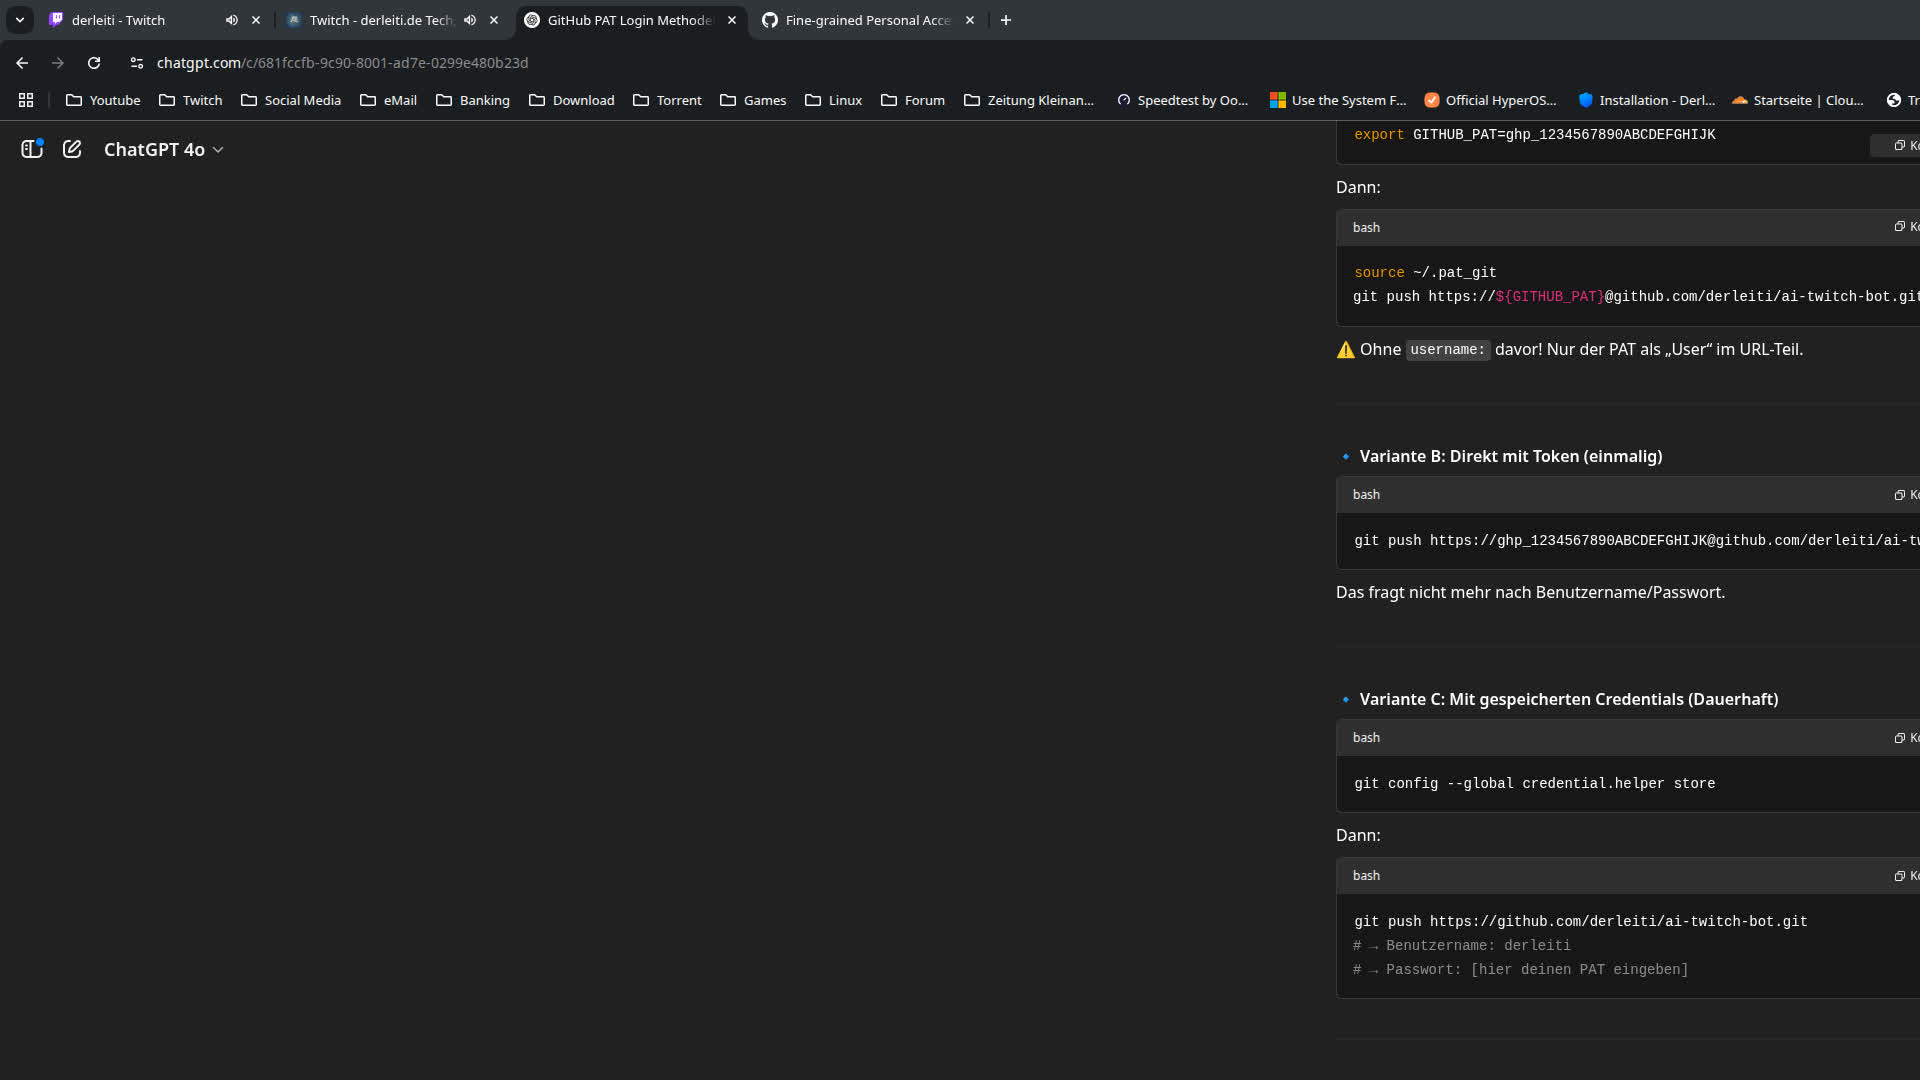 derleiti - Twitch
Twitch - derleiti.de Tech
GitHub PAT Login Methode
Fine-grained Personal Acce
chatgpt.com/c/681fccfb-9c90-8001-ad7e-0299e480b23d
Youtube
Twitch
Social Media
eMail
Banking
Download
Torrent
Games
Linux
Forum
Zeitung Kleinan...
Speedtest by Oo...
Use the System F...
Official HyperOS...
Installation - Derl...
Startseite | Clou...
Tr
ChatGPT 4o
export GITHUB_PAT=ghp_1234567890ABCDEFGHIJK
Ko
Dann:
bash
Ko
source ~/.pat_git
git push https://${GITHUB_PAT}@github.com/derleiti/ai-twitch-bot.git
⚠️ Ohne username: davor! Nur der PAT als „User“ im URL-Teil.
🔹 Variante B: Direkt mit Token (einmalig)
bash
Ko
git push https://ghp_1234567890ABCDEFGHIJK@github.com/derleiti/ai-tw
Das fragt nicht mehr nach Benutzername/Passwort.
🔹 Variante C: Mit gespeicherten Credentials (Dauerhaft)
bash
Ko
git config --global credential.helper store
Dann:
bash
Ko
git push https://github.com/derleiti/ai-twitch-bot.git
# → Benutzername: derleiti
# → Passwort: [hier deinen PAT eingeben]